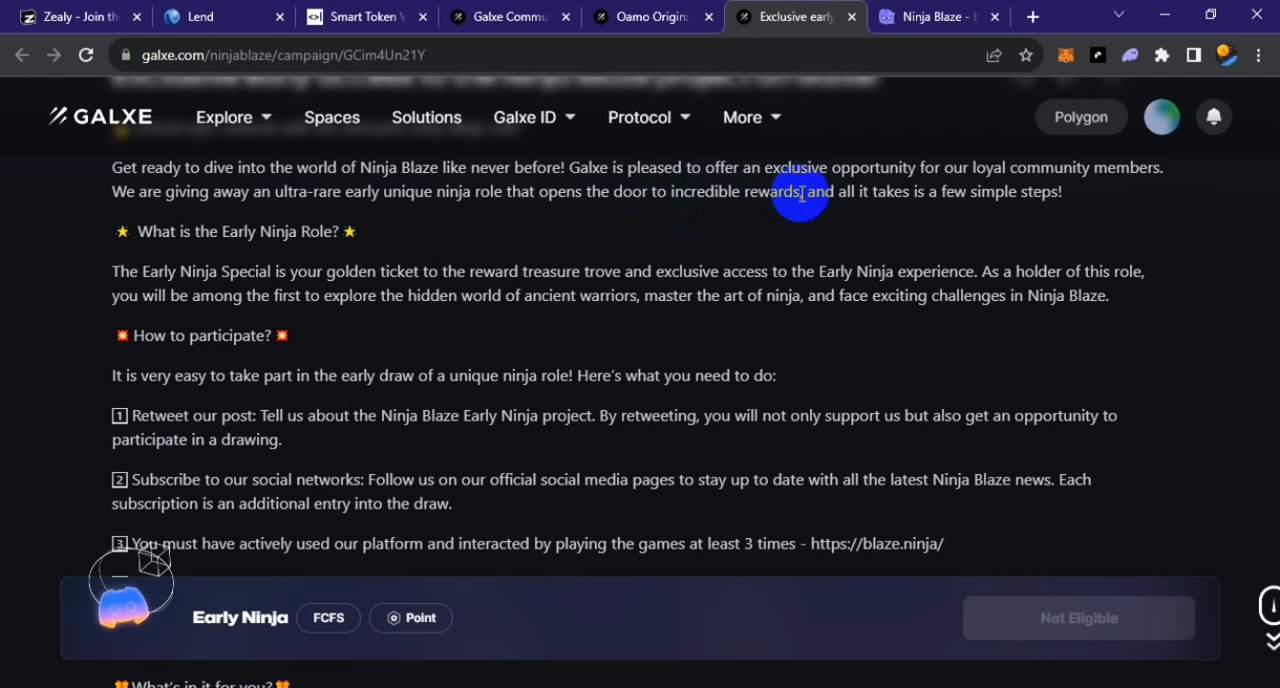 Zealy - Join th
Lend
Smart Token
Galxe Commu
Oamo Origin:
Exclusive early
Ninja Blaze -
galxe.com/ninjablaze/campaign/GCim4Un21Y
GALXE
Explore
Spaces
Solutions
Galxe ID
Protocol
More
Polygon
Get ready to dive into the world of Ninja Blaze like never before! Galxe is pleased to offer an exclusive opportunity for our loyal community members.
We are giving away an ultra-rare early unique ninja role that opens the door to incredible rewards, and all it takes is a few simple steps!
⭐ What is the Early Ninja Role? ⭐
The Early Ninja Special is your golden ticket to the reward treasure trove and exclusive access to the Early Ninja experience. As a holder of this role,
you will be among the first to explore the hidden world of ancient warriors, master the art of ninja, and face exciting challenges in Ninja Blaze.
💥 How to participate? 💥
It is very easy to take part in the early draw of a unique ninja role! Here's what you need to do:
1 Retweet our post: Tell us about the Ninja Blaze Early Ninja project. By retweeting, you will not only support us but also get an opportunity to
participate in a drawing.
2 Subscribe to our social networks: Follow us on our official social media pages to stay up to date with all the latest Ninja Blaze news. Each
subscription is an additional entry into the draw.
3 You must have actively used our platform and interacted by playing the games at least 3 times - https://blaze.ninja/
Early Ninja
FCFS
Point
Not Eligible
What's in it for you?